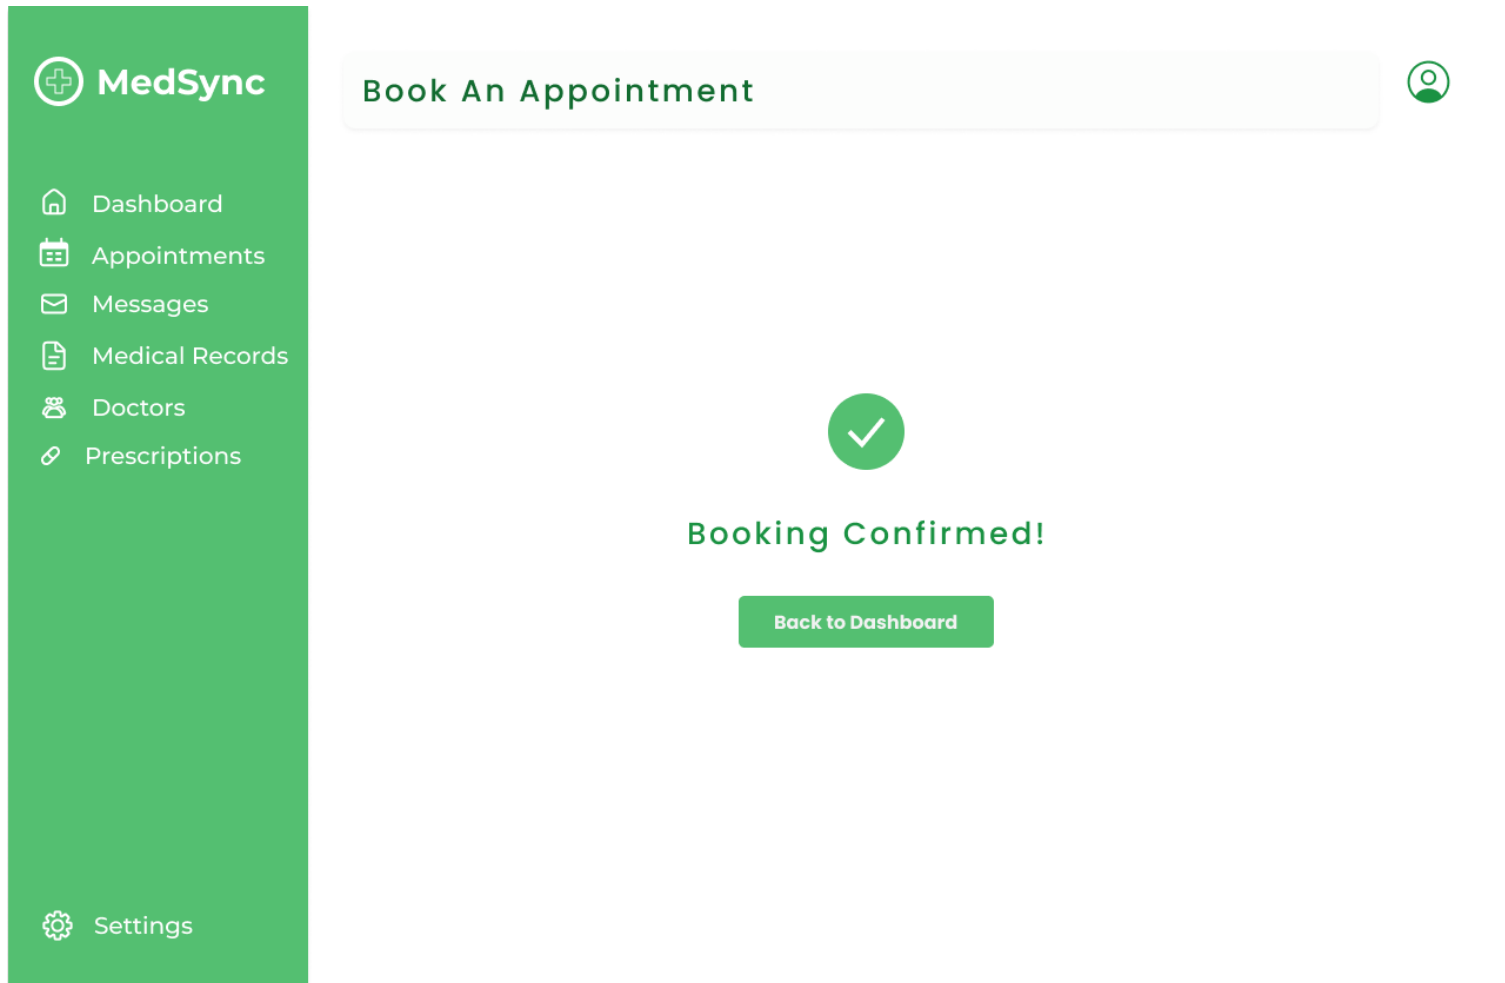 MedSync
Dashboard
Appointments
Messages
Medical Records
Doctors
Prescriptions
Settings
Book An Appointment
Booking Confirmed!
Back to Dashboard